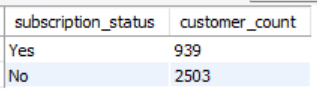 subscription_status customer_count
Yes 939
No 2503